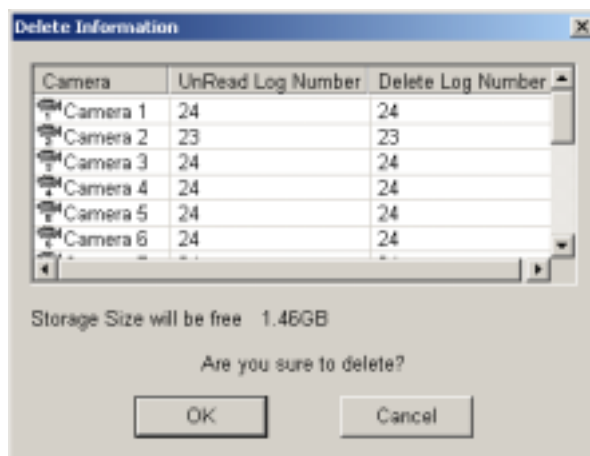 Delete Information
Camera UnRead Log Number Delete Log Number
Camera 1 24 24
Camera 2 23 23
Camera 3 24 24
Camera 4 24 24
Camera 5 24 24
Camera 6 24 24
Storage Size will be free 1.46GB
Are you sure to delete?
OK Cancel